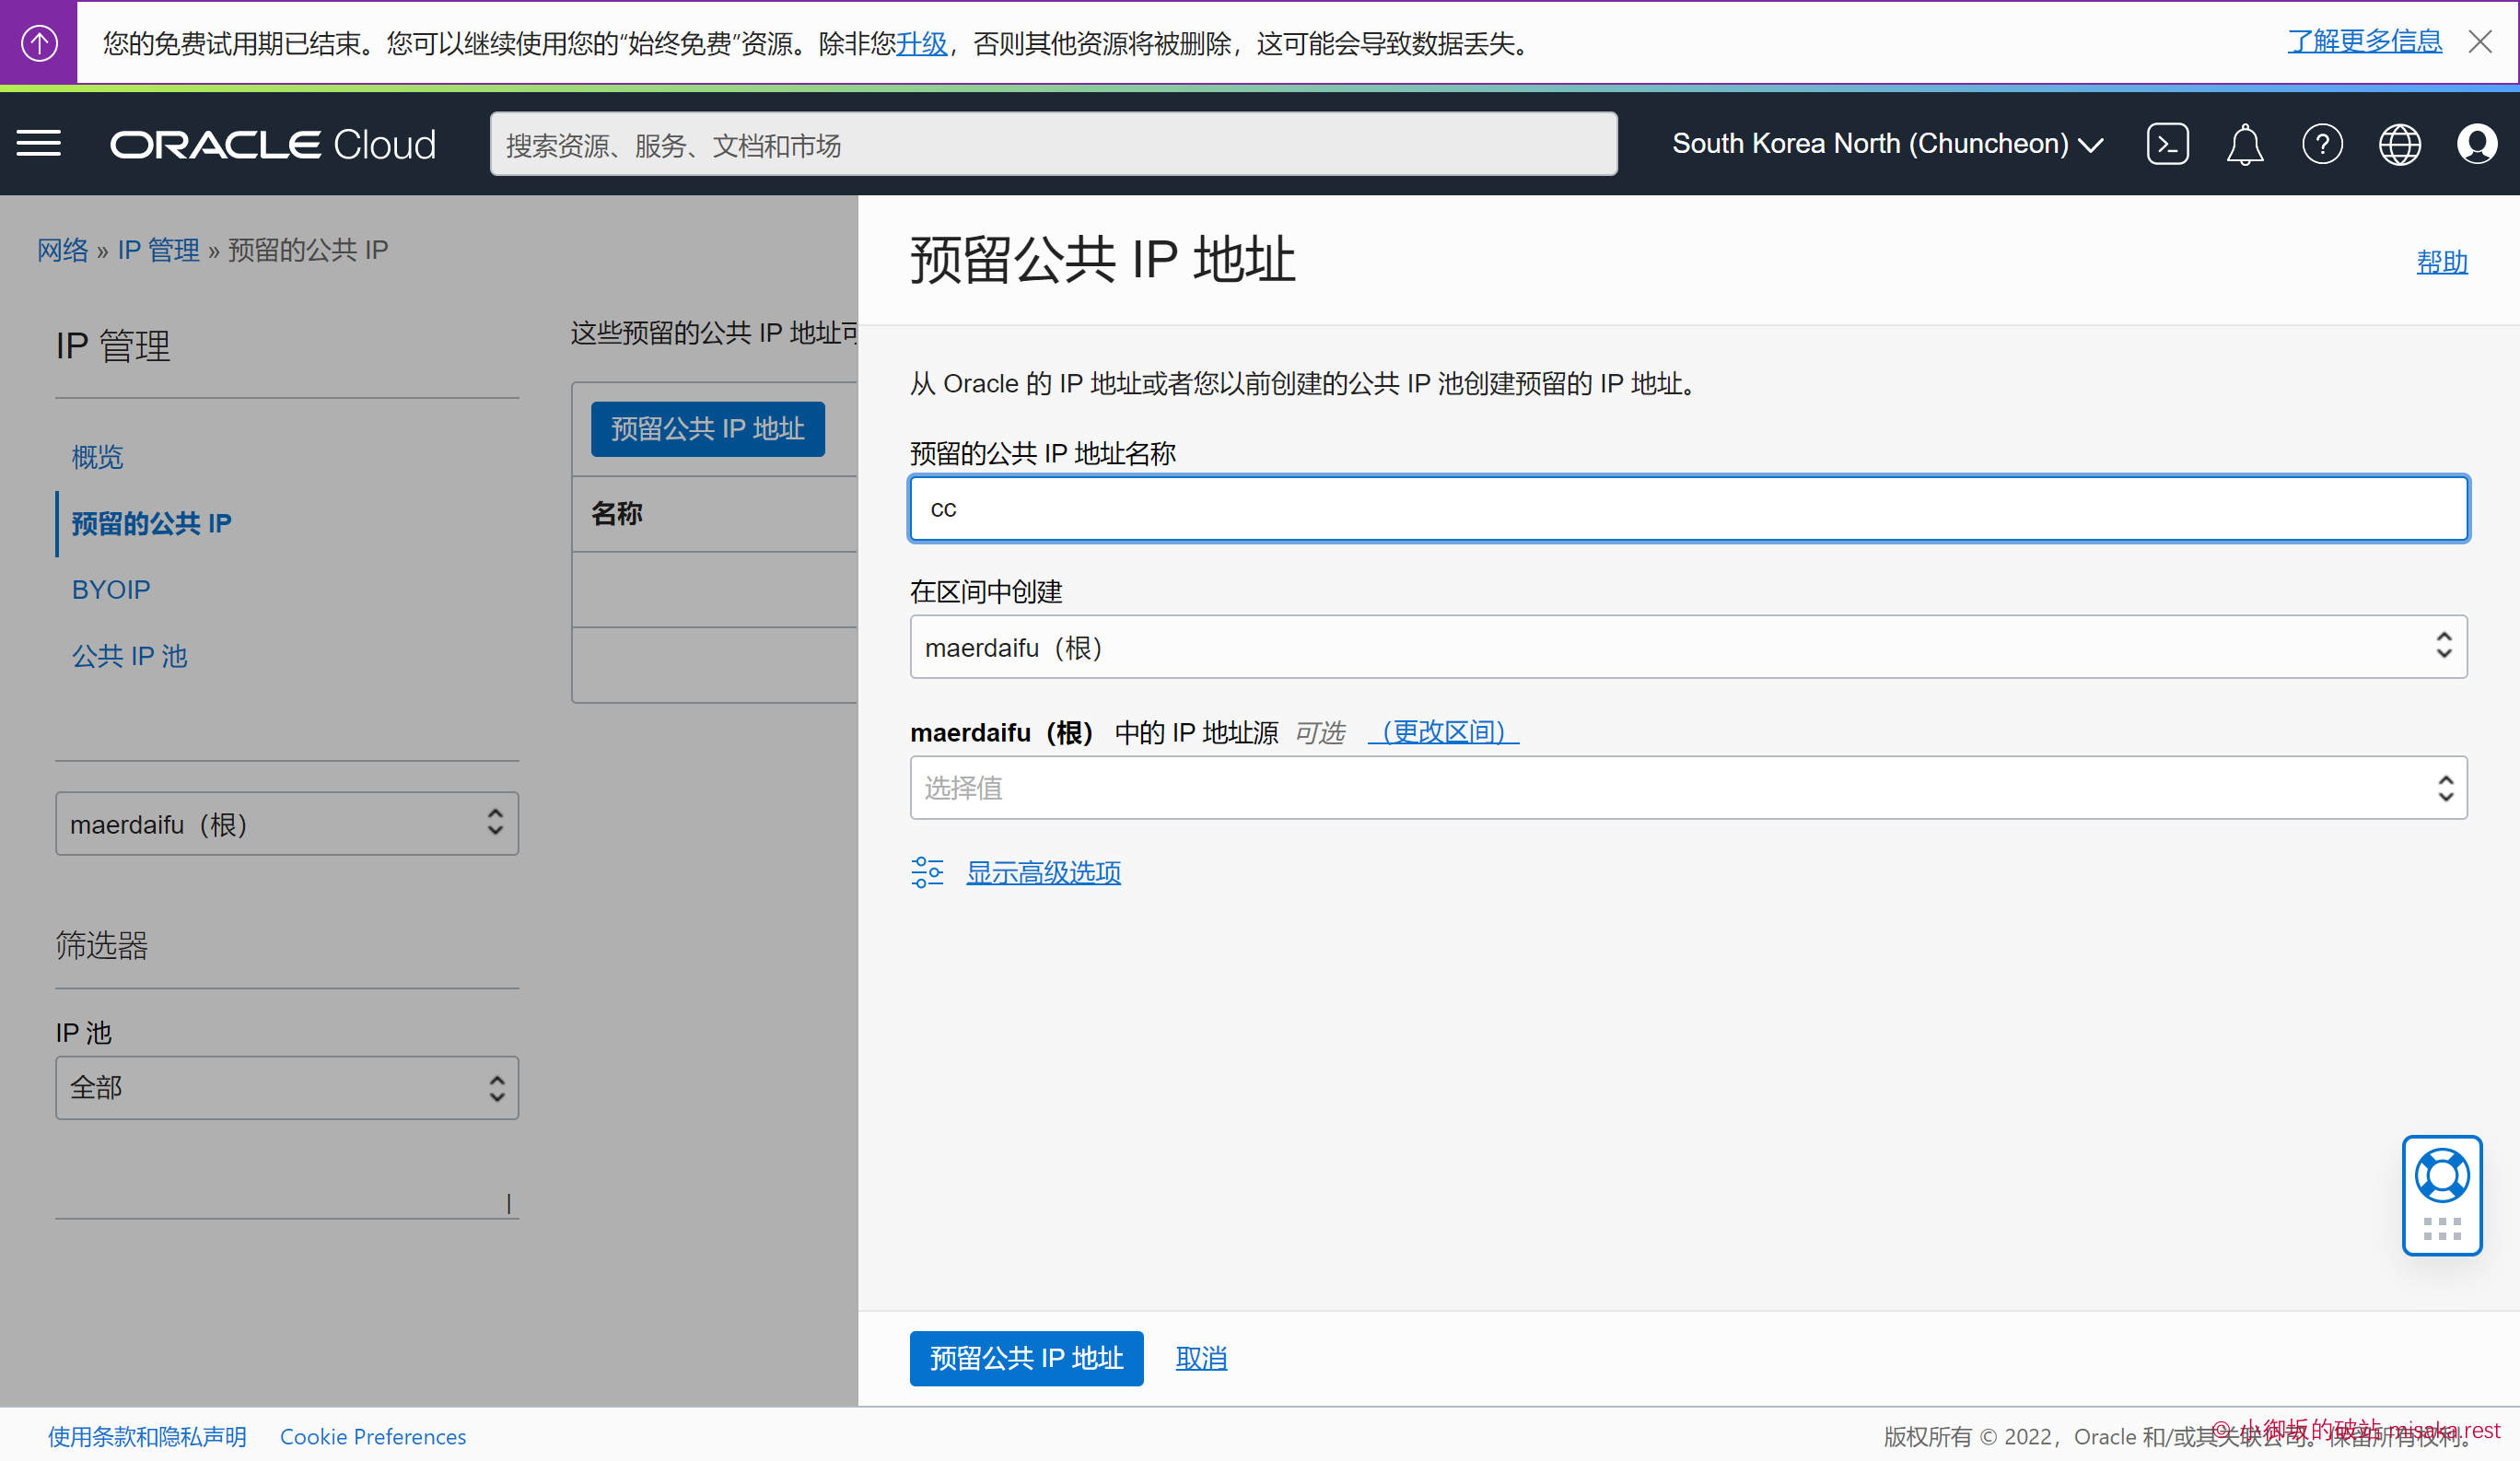 您的免费试用期已结束。您可以继续使用您的“始终免费”资源。除非您升级，否则其他资源将被删除，这可能会导致数据丢失。
了解更多信息
ORACLE Cloud
搜索资源、服务、文档和市场
South Korea North (Chuncheon)
网络 » IP 管理 » 预留的公共 IP
IP 管理
概览
预留的公共 IP
BYOIP
公共 IP 池
maerdaifu（根）
筛选器
IP 池
全部
这些预留的公共 IP 地址可
预留公共 IP 地址
名称
预留公共 IP 地址
帮助
从 Oracle 的 IP 地址或者您以前创建的公共 IP 池创建预留的 IP 地址。
预留的公共 IP 地址名称
cc
在区间中创建
maerdaifu（根）
maerdaifu（根） 中的 IP 地址源 可选 （更改区间）
选择值
显示高级选项
预留公共 IP 地址
取消
使用条款和隐私声明
Cookie Preferences
版权所有 © 2022，Oracle 和/或其关联公司。保留所有权利。
© 小御坂的破站 misaka.rest